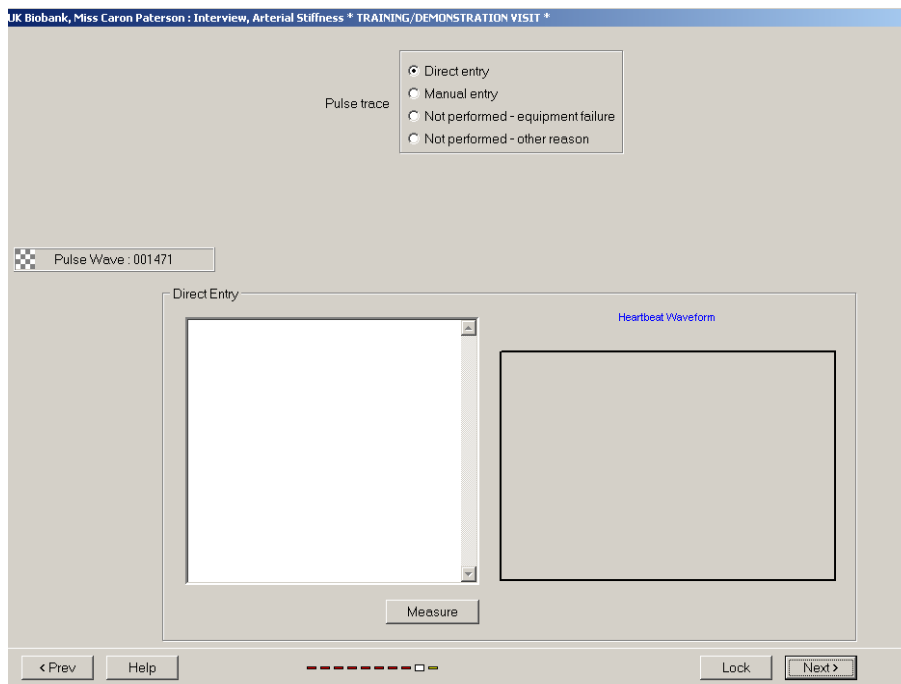 UK Biobank, Miss Caron Paterson : Interview, Arterial Stiffness * TRAINING/DEMONSTRATION VISIT *
Direct entry
Pulse trace
Manual entry
Not performed - equipment failure
Not performed - other reason
Pulse Wave : 001471
Direct Entry
Heartbeat Waveform
Measure
< Prev
Help
Lock
Next >